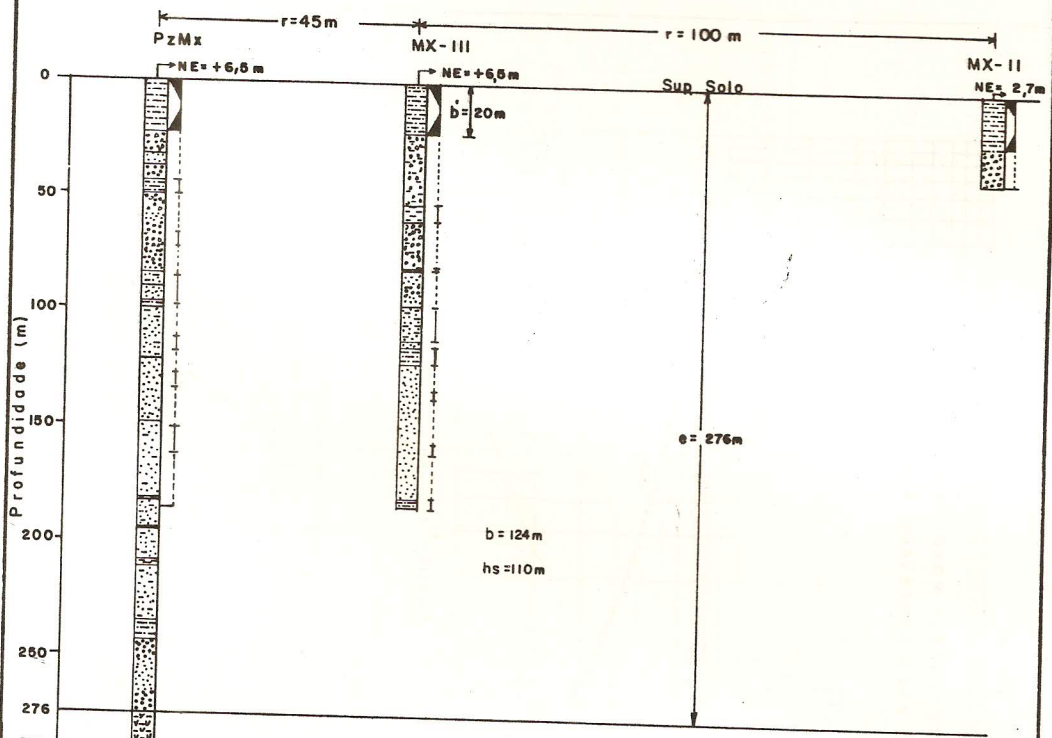 r=45m
r = 100 m
PzMx
MX-III
MX-II
NE= +6,5 m
NE= +6,5m
NE= 2,7m
Sup Solo
b'= 20m
0
50
100
150
200
250
276
Profundidade (m)
e= 276m
b = 124m
hs =110m